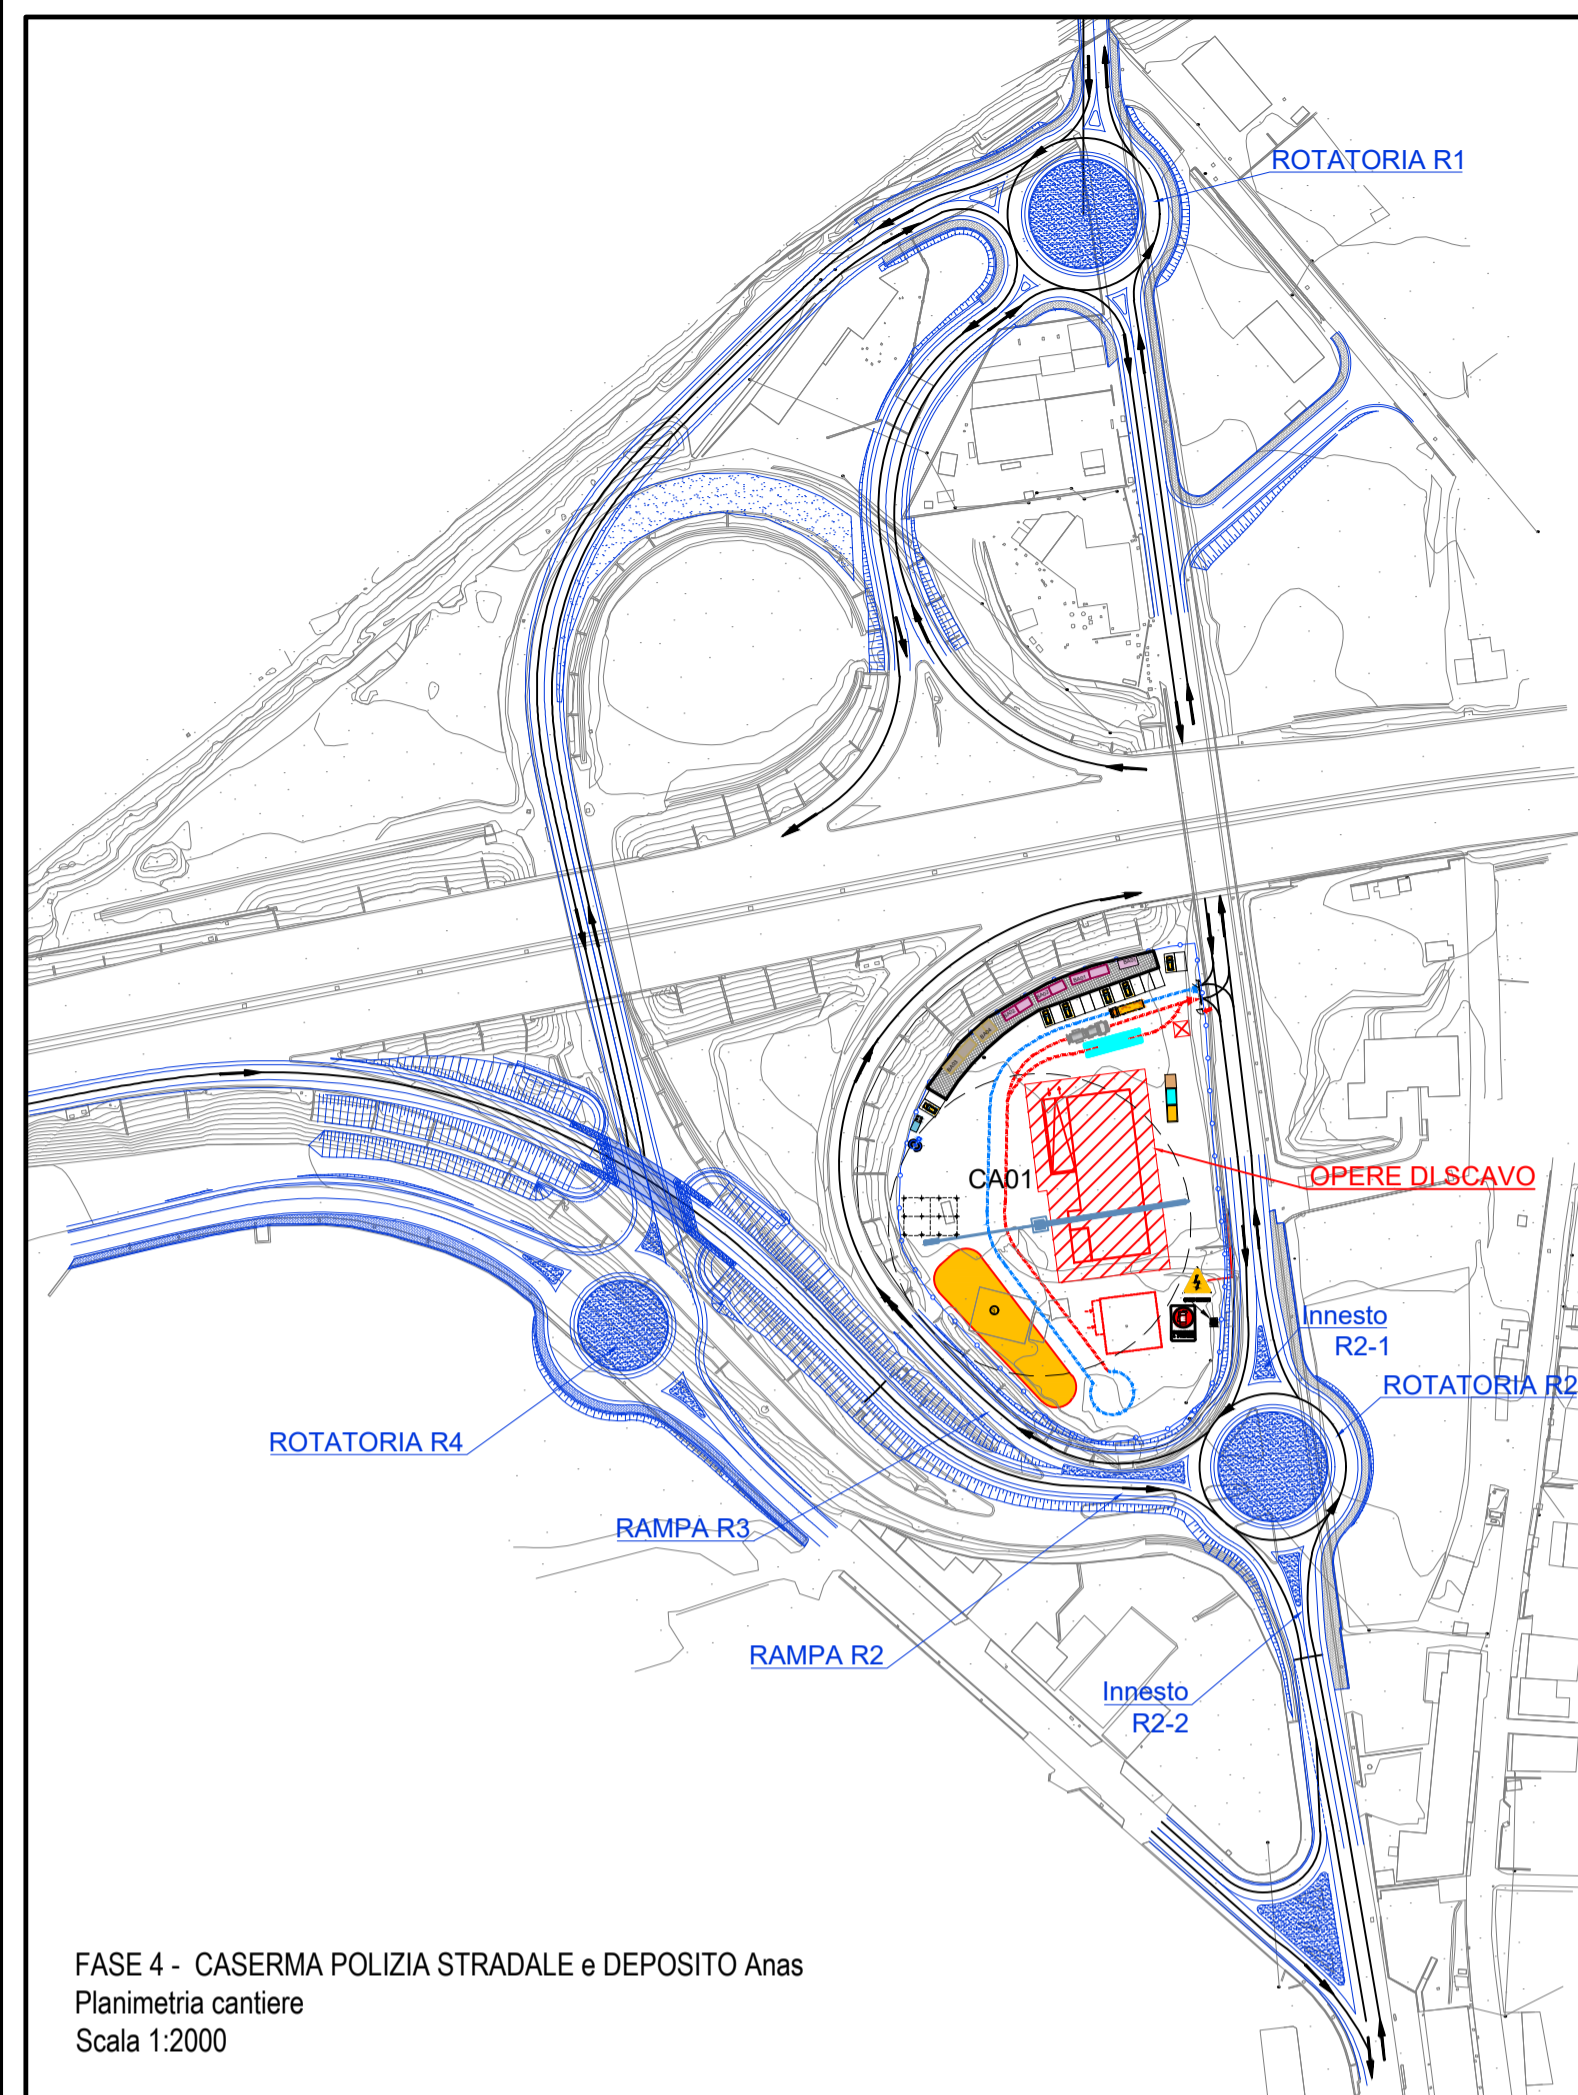 ROTATORIA R1
CA01
OPERE DI SCAVO
Innesto
R2-1
ROTATORIA R2
ROTATORIA R4
RAMPA R3
RAMPA R2
Innesto
R2-2
FASE 4 - CASERMA POLIZIA STRADALE e DEPOSITO Anas
Planimetria cantiere
Scala 1:2000